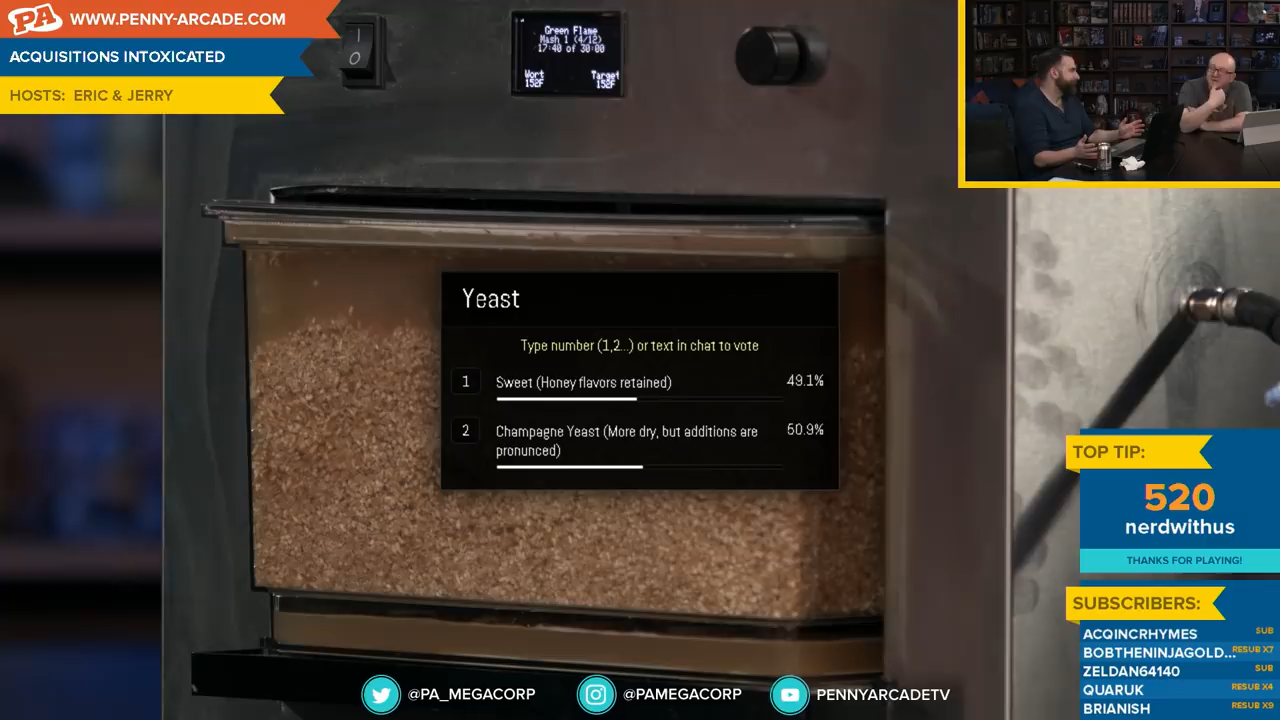 PA WWW.PENNY-ARCADE.COM
ACQUISITIONS INTOXICATED
HOSTS: ERIC & JERRY
Green Flame
Mash 1 (4/12)
17:40 of 30:00
Wort Target
152F 152F
Yeast
Type number (1,2...) or text in chat to vote
1 Sweet (Honey flavors retained) 49.1%
2 Champagne Yeast (More dry, but additions are 50.9%
pronounced)
TOP TIP:
520
nerdwithus
THANKS FOR PLAYING!
SUBSCRIBERS:
ACQINCRHYMES SUB
BOBTHENINJAGOLD... RESUB X7
ZELDAN64140 SUB
QUARUK RESUB X4
BRIANISH RESUB X9
@PA_MEGACORP @PAMEGACORP PENNYARCADETV